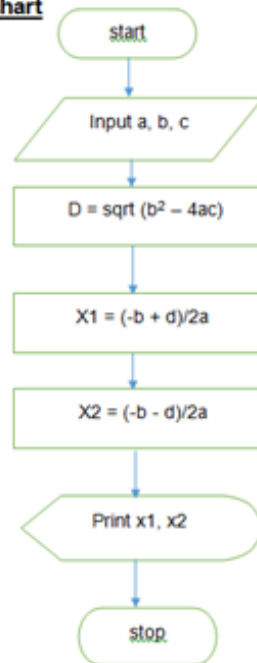 hart
start
Input a, b, c
D = sqrt (b² – 4ac)
X1 = (-b + d)/2a
X2 = (-b - d)/2a
Print x1, x2
stop